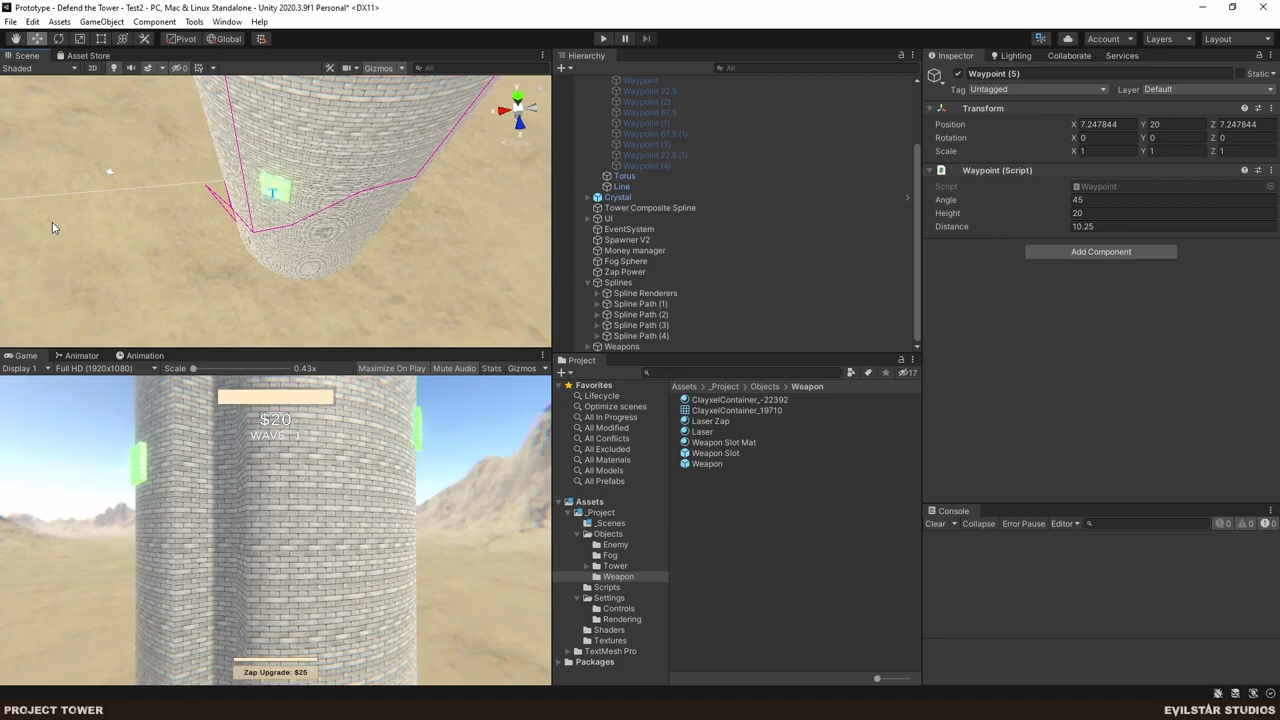 Prototype - Defend the Tower - Test2 - PC, Mac & Linux Standalone - Unity 2020.3.9f1 Personal* <DX11>
File Edit Assets GameObject Component Tools Window Help
Pivot Global Account Layers Layout
Scene Asset Store
Shaded 2D 0 Gizmos All
y
x
z
Persp
T
Game Animator Animation
Display 1 Full HD (1920x1080) Scale 0.43x Maximize On Play Mute Audio Stats Gizmos
$20
WAVE: 1
Zap Upgrade: $25
Hierarchy
All
Waypoint
Waypoint 22.5
Waypoint (2)
Waypoint 67.5
Waypoint (1)
Waypoint 67.5 (1)
Waypoint (3)
Waypoint 22.5 (1)
Waypoint (4)
Torus
Line
Crystal
Tower Composite Spline
UI
EventSystem
Spawner V2
Money manager
Fog Sphere
Zap Power
Splines
Spline Renderers
Spline Path (1)
Spline Path (2)
Spline Path (3)
Spline Path (4)
Weapons
Project
17
Favorites
Lifecycle
Optimize scenes
All In Progress
All Modified
All Conflicts
All Excluded
All Materials
All Models
All Prefabs
Assets
_Project
_Scenes
Objects
Enemy
Fog
Tower
Weapon
Scripts
Settings
Controls
Rendering
Shaders
Textures
TextMesh Pro
Packages
Assets > _Project > Objects > Weapon
ClayxelContainer_-22392
ClayxelContainer_19710
Laser Zap
Laser
Weapon Slot Mat
Weapon Slot
Weapon
Inspector Lighting Collaborate Services
Waypoint (5) Static
Tag Untagged Layer Default
Transform
Position X 7.247844 Y 20 Z 7.247844
Rotation X 0 Y 0 Z 0
Scale X 1 Y 1 Z 1
Waypoint (Script)
Script Waypoint
Angle 45
Height 20
Distance 10.25
Add Component
Console
Clear Collapse Error Pause Editor 0 0 0
PROJECT TOWER
EVILSTAR STUDIOS